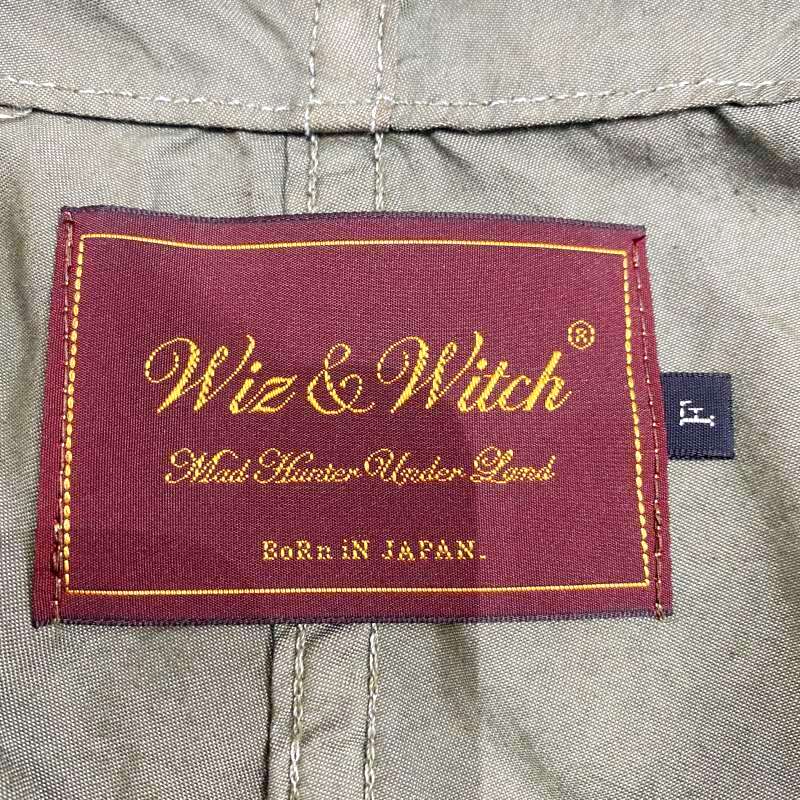 Wiz & Witch®
Mad Hunter Under Land
BoRn iN JAPAN.
F